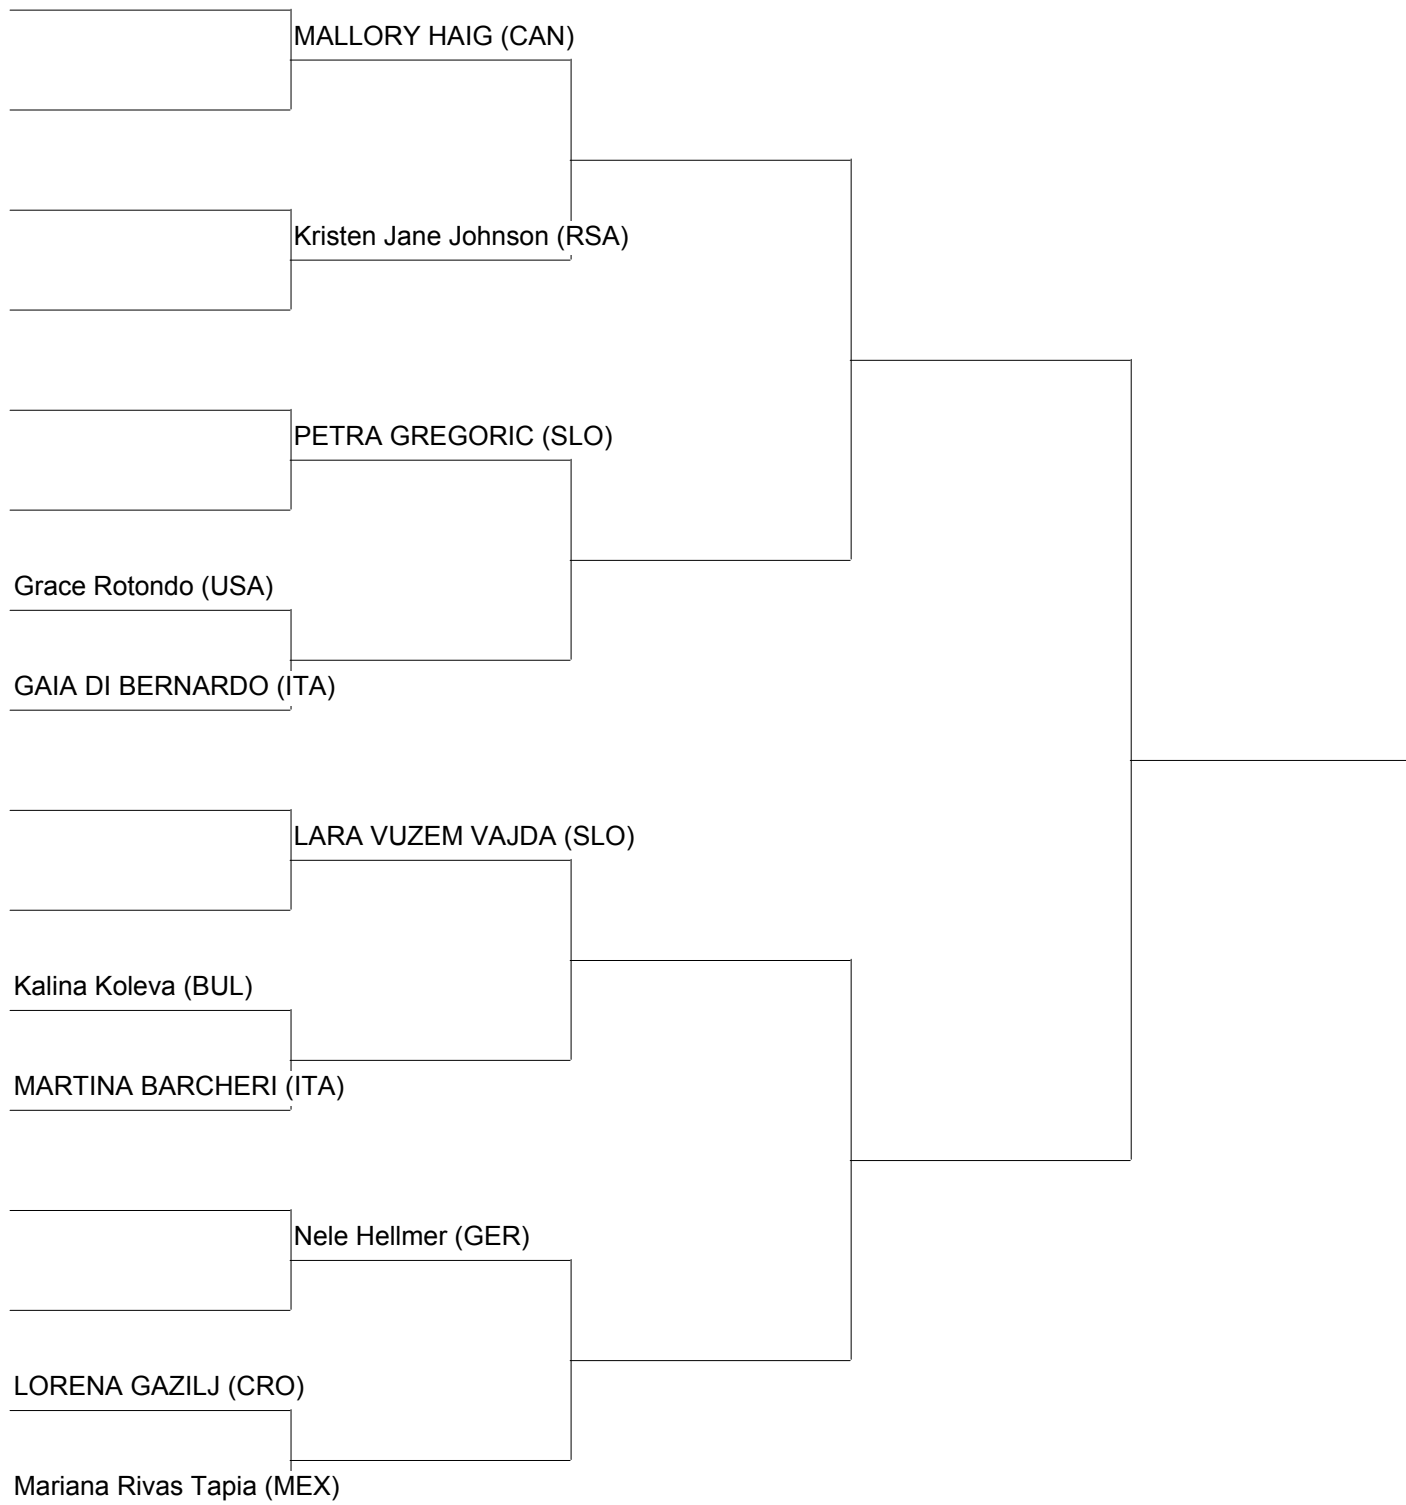 MALLORY HAIG (CAN)
Kristen Jane Johnson (RSA)
PETRA GREGORIC (SLO)
Grace Rotondo (USA)
GAIA DI BERNARDO (ITA)
LARA VUZEM VAJDA (SLO)
Kalina Koleva (BUL)
MARTINA BARCHERI (ITA)
Nele Hellmer (GER)
LORENA GAZILJ (CRO)
Mariana Rivas Tapia (MEX)